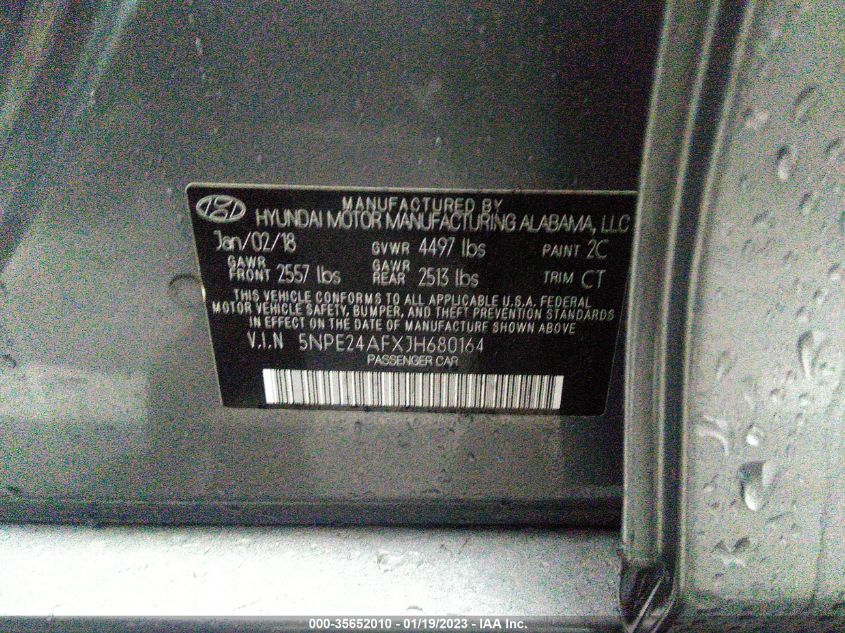 MANUFACTURED BY
HYUNDAI MOTOR MANUFACTURING ALABAMA, LLC
Jan/02/18 GVWR 4497 lbs PAINT 2C
GAWR FRONT 2557 lbs GAWR REAR 2513 lbs TRIM CT
THIS VEHICLE CONFORMS TO ALL APPLICABLE U.S.A. FEDERAL
MOTOR VEHICLE SAFETY, BUMPER, AND THEFT PREVENTION STANDARDS
IN EFFECT ON THE DATE OF MANUFACTURE SHOWN ABOVE
V.I.N 5NPE24AFXJH680164
PASSENGER CAR
000-35652010 - 01/19/2023 - IAA Inc.